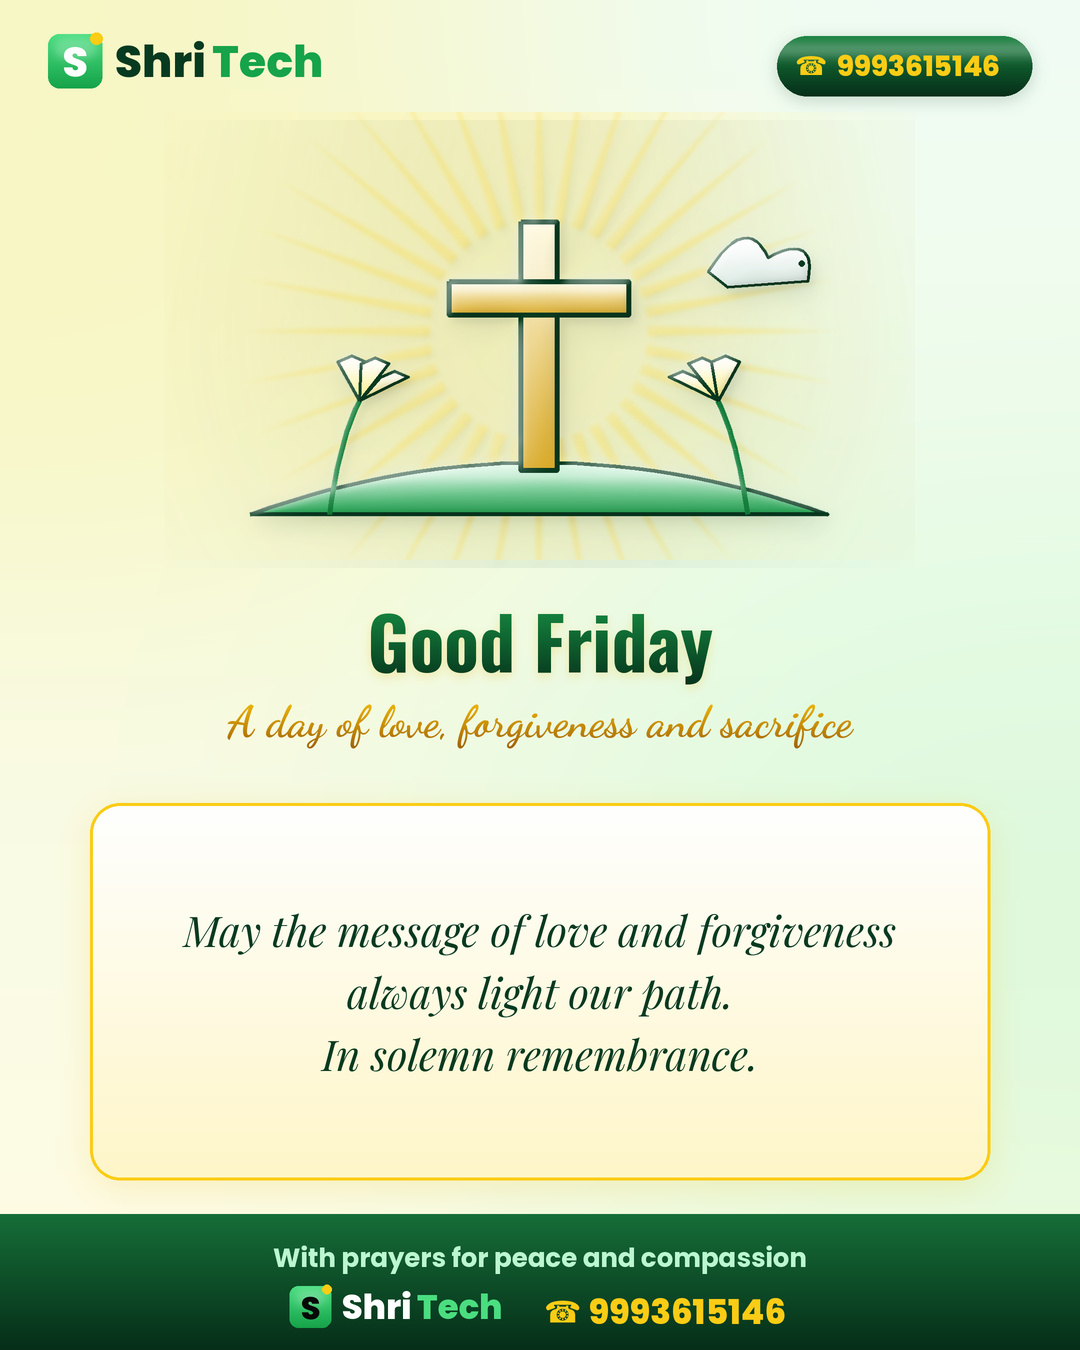 S Shri Tech
☎ 9993615146
Good Friday
A day of love, forgiveness and sacrifice
May the message of love and forgiveness
always light our path.
In solemn remembrance.
With prayers for peace and compassion
S Shri Tech ☎ 9993615146